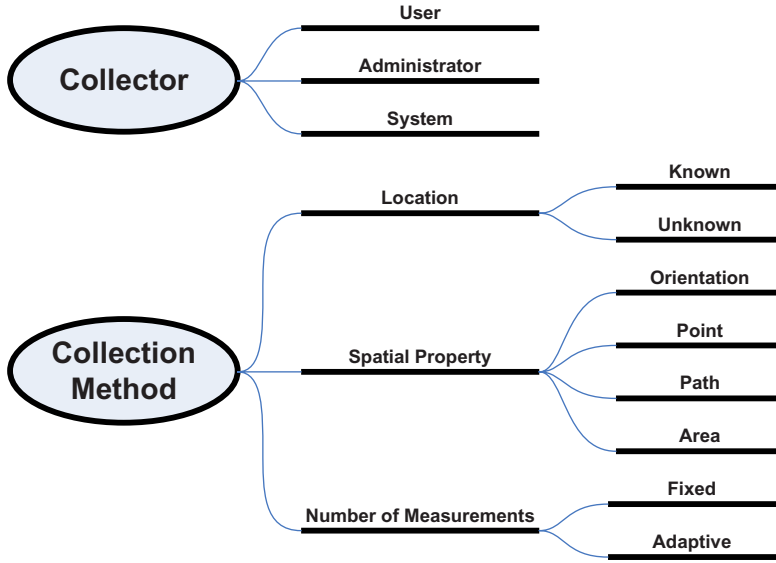 Collector
User
Administrator
System
Collection
Method
Location
Known
Unknown
Spatial Property
Orientation
Point
Path
Area
Number of Measurements
Fixed
Adaptive